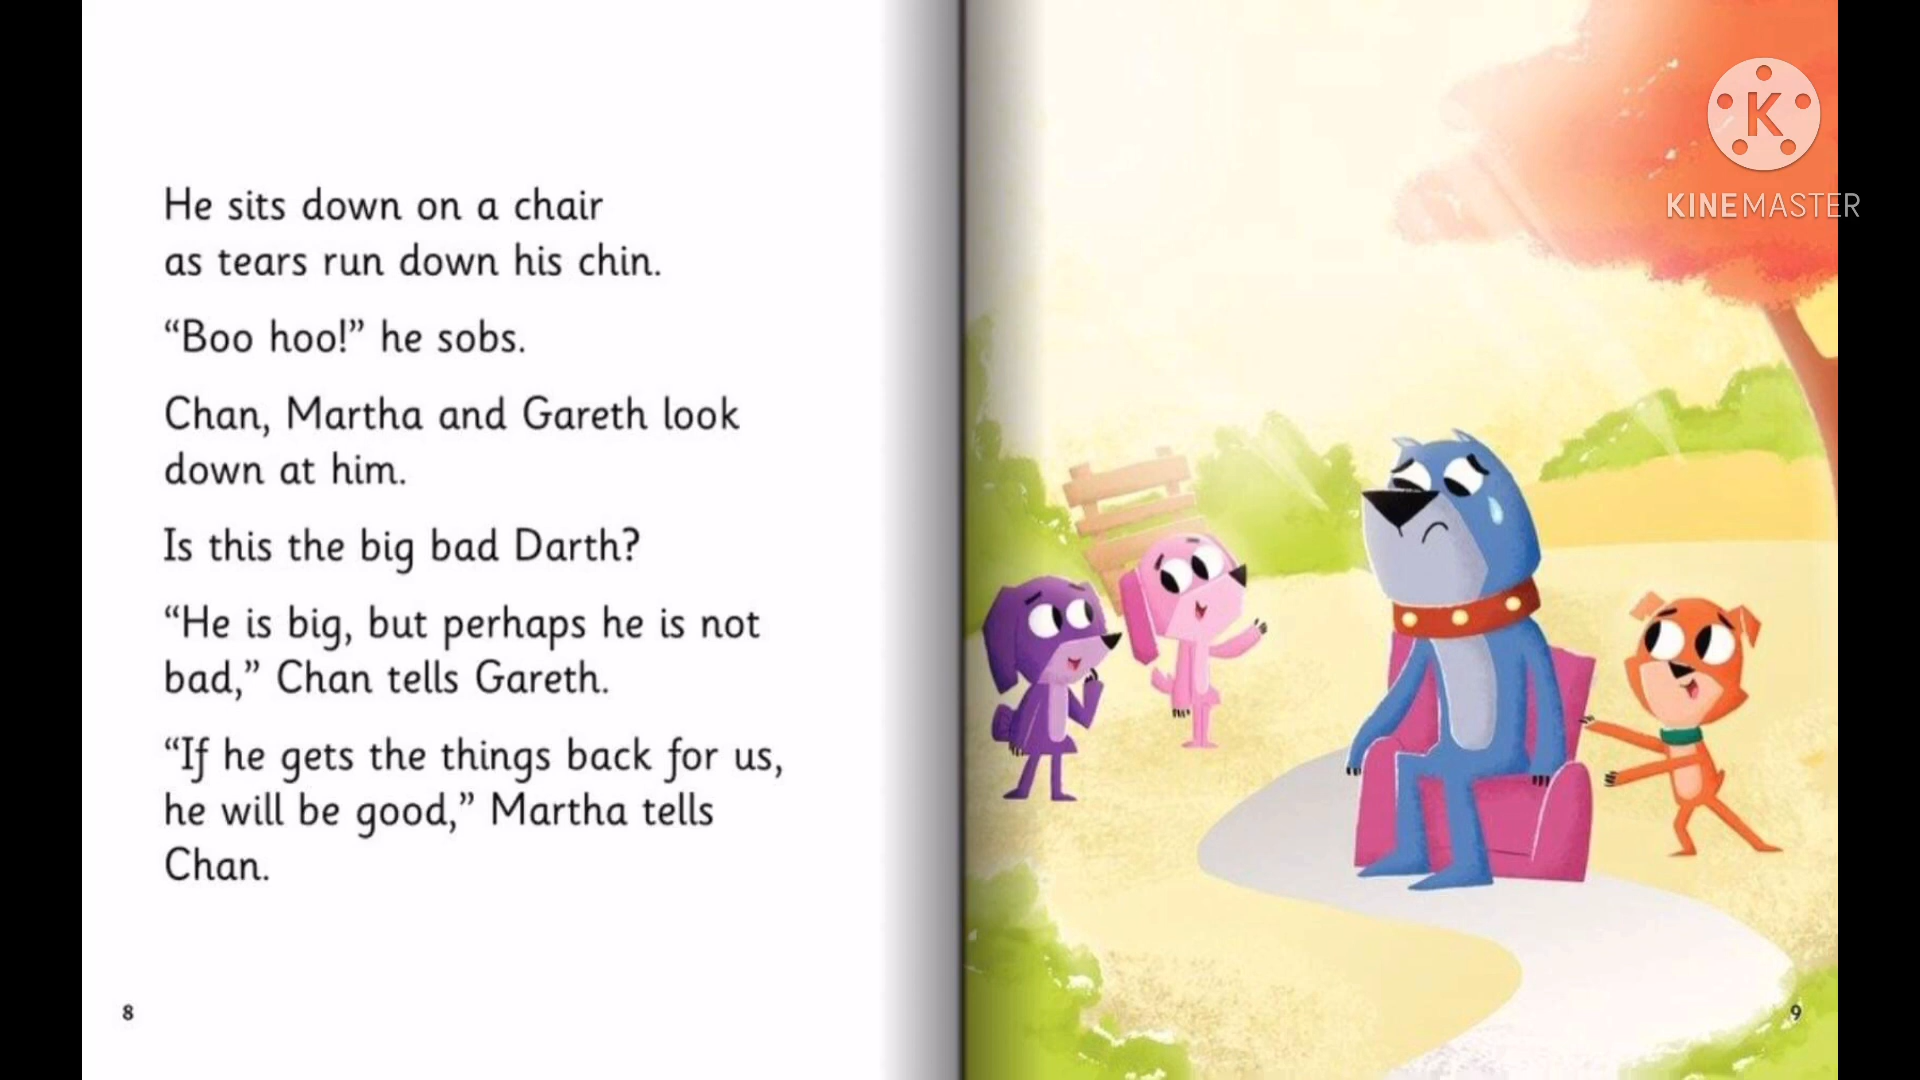 He sits down on a chair
as tears run down his chin.
“Boo hoo!” he sobs.
Chan, Martha and Gareth look
down at him.
Is this the big bad Darth?
“He is big, but perhaps he is not
bad,” Chan tells Gareth.
“If he gets the things back for us,
he will be good,” Martha tells
Chan.
8
K
KINEMASTER
9